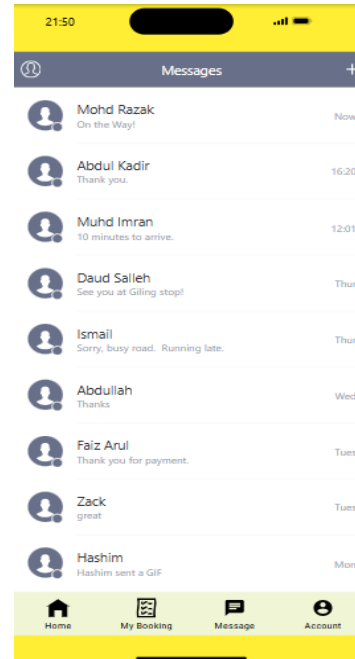 21:50
Messages
Mohd Razak
On the Way!
Now
Abdul Kadir
Thank you.
16:20
Muhd Imran
10 minutes to arrive.
12:01
Daud Salleh
See you at Giling stop!
Thur
Ismail
Sorry, busy road. Running late.
Thur
Abdullah
Thanks
Wed
Faiz Arul
Thank you for payment.
Tues
Zack
great
Tues
Hashim
Hashim sent a GIF
Mon
Home
My Booking
Message
Account